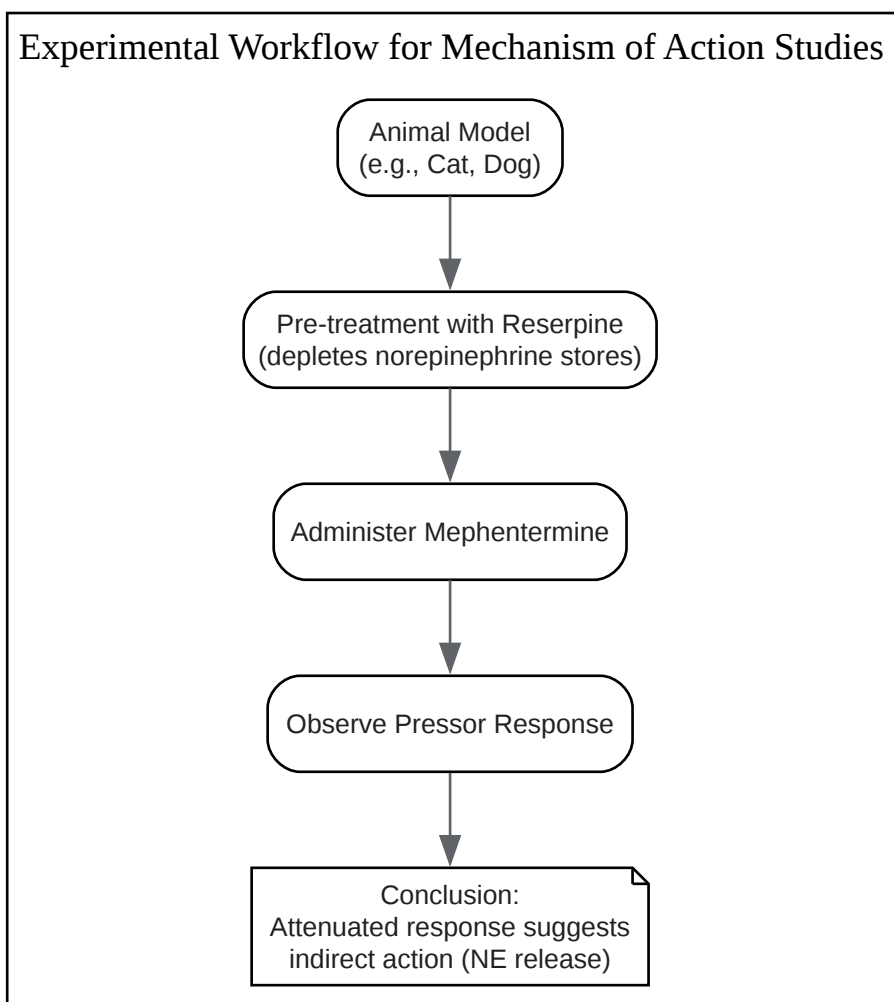 Experimental Workflow for Mechanism of Action Studies
Animal Model
(e.g., Cat, Dog)
Pre-treatment with Reserpine
(depletes norepinephrine stores)
Administer Mephentermine
Observe Pressor Response
Conclusion:
Attenuated response suggests
indirect action (NE release)